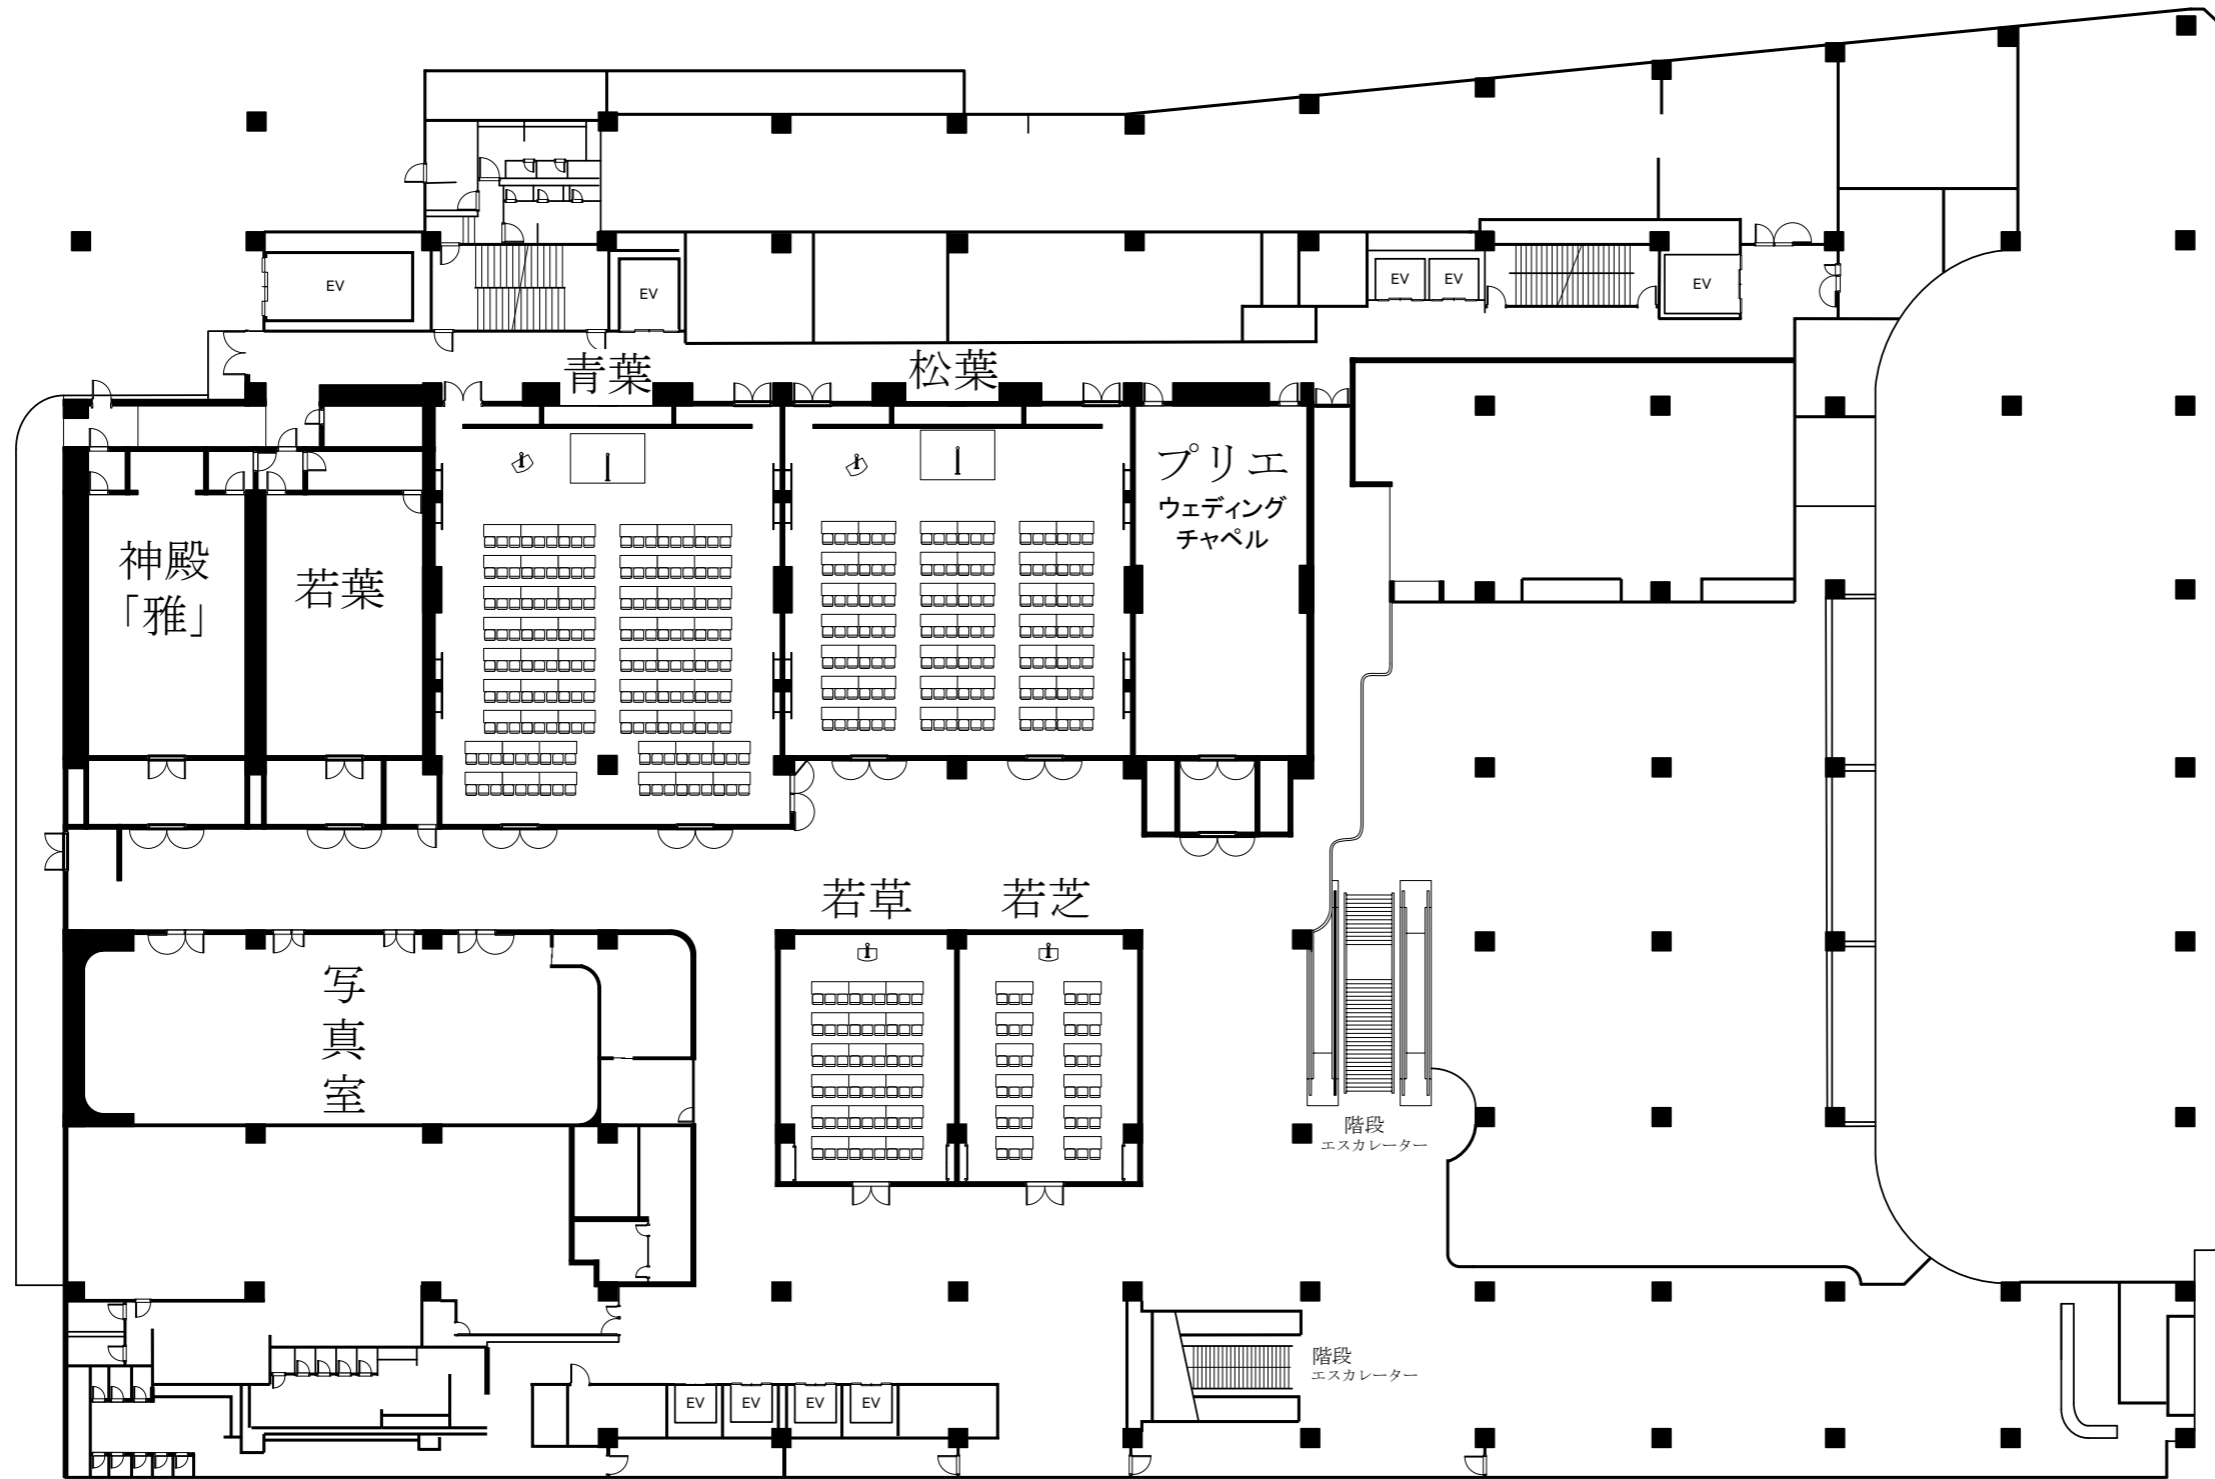 EV
EV
EV
EV
EV
青葉
松葉
プリエ
ウェディング
チャペル
神殿
「雅」
若葉
若草
若芝
写
真
室
階段
エスカレーター
階段
エスカレーター
EV
EV
EV
EV